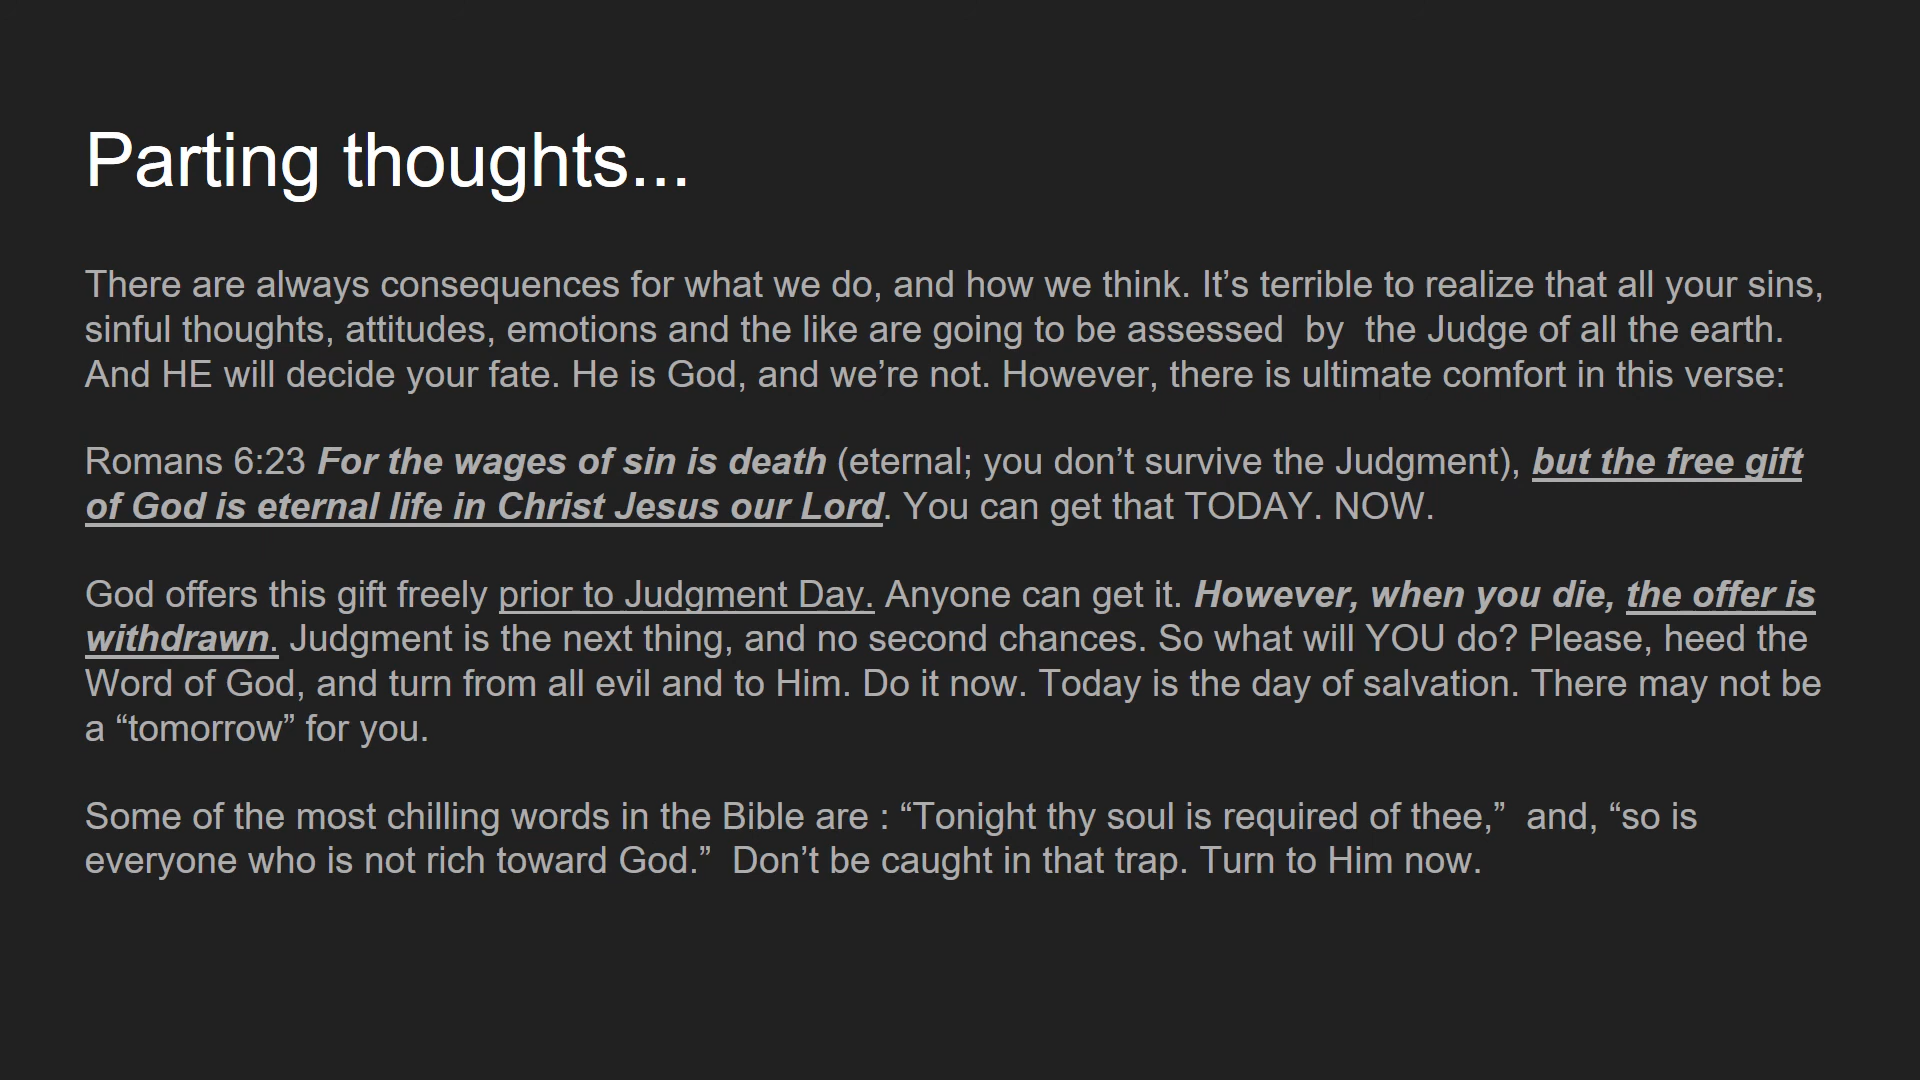 Parting thoughts...
There are always consequences for what we do, and how we think. It’s terrible to realize that all your sins,
sinful thoughts, attitudes, emotions and the like are going to be assessed  by  the Judge of all the earth.
And HE will decide your fate. He is God, and we’re not. However, there is ultimate comfort in this verse:
Romans 6:23 For the wages of sin is death (eternal; you don’t survive the Judgment), but the free gift
of God is eternal life in Christ Jesus our Lord. You can get that TODAY. NOW.
God offers this gift freely prior to Judgment Day. Anyone can get it. However, when you die, the offer is
withdrawn. Judgment is the next thing, and no second chances. So what will YOU do? Please, heed the
Word of God, and turn from all evil and to Him. Do it now. Today is the day of salvation. There may not be
a “tomorrow” for you.
Some of the most chilling words in the Bible are : “Tonight thy soul is required of thee,”  and, “so is
everyone who is not rich toward God.”  Don’t be caught in that trap. Turn to Him now.